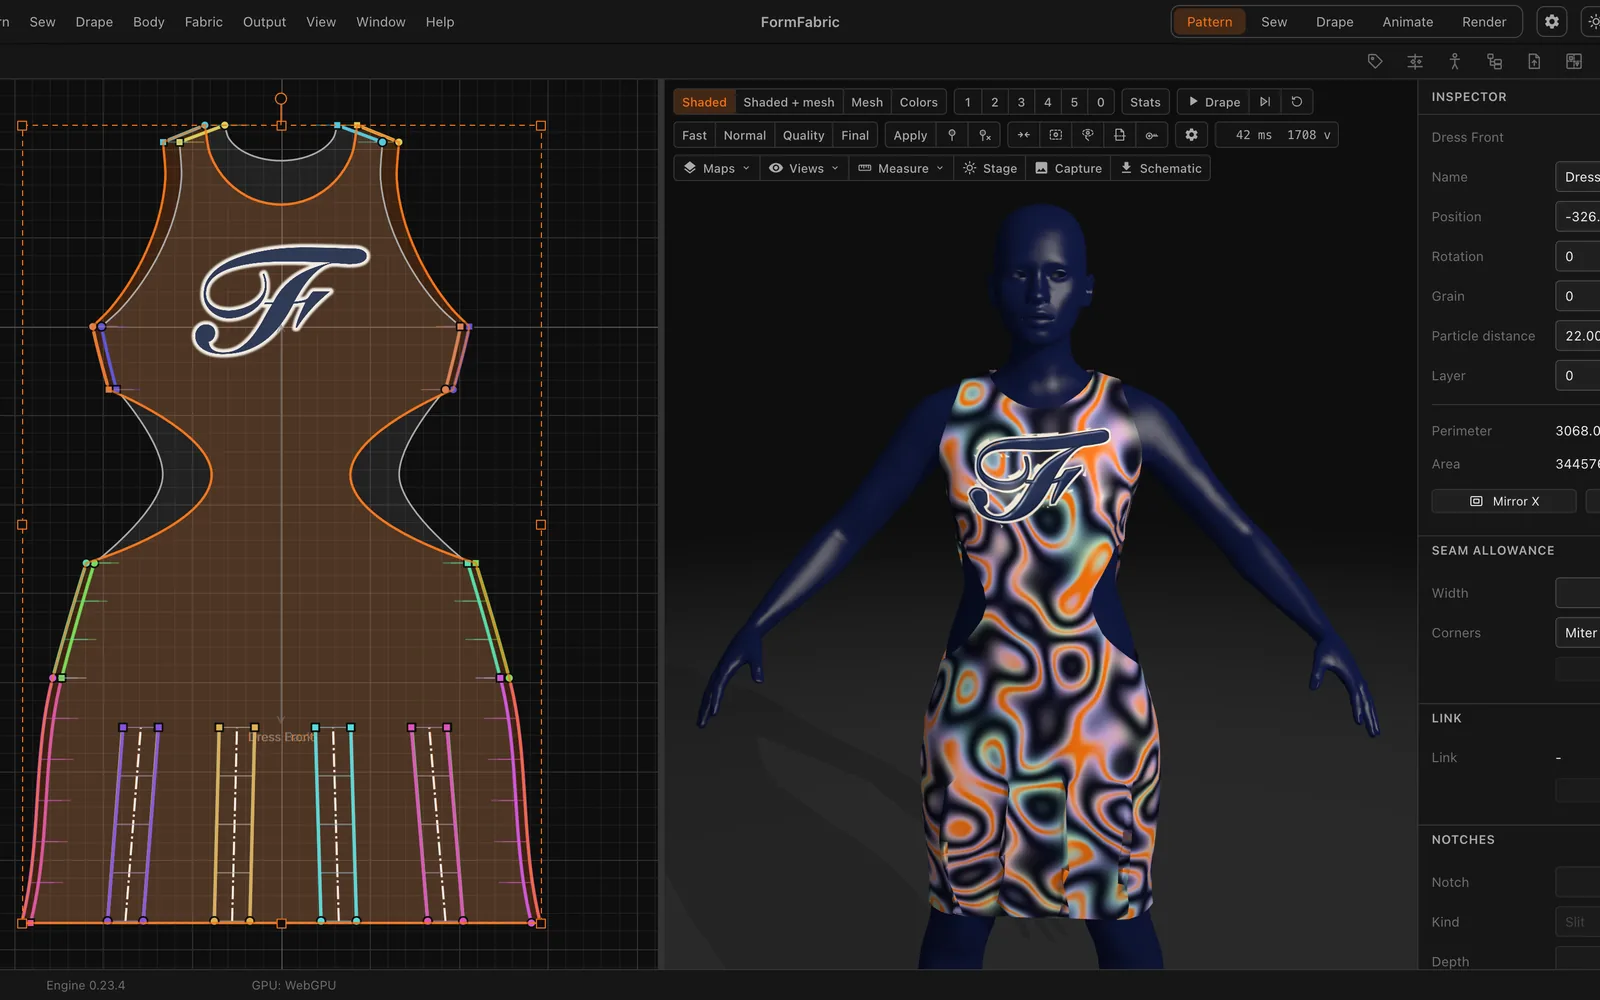 Sew Drape Body Fabric Output View Window Help
FormFabric
Pattern Sew Drape Animate Render
Shaded Shaded + mesh Mesh Colors 1 2 3 4 5 0 Stats Drape
Fast Normal Quality Final Apply 42 ms 1708 v
Maps Views Measure Stage Capture Schematic
F
F
INSPECTOR
Dress Front
Name Dress
Position -326.
Rotation 0
Grain 0
Particle distance 22.00
Layer 0
Perimeter 3068.0
Area 344576
Mirror X
SEAM ALLOWANCE
Width
Corners Miter
LINK
Link -
NOTCHES
Notch
Kind Slit
Depth
Engine 0.23.4 GPU: WebGPU